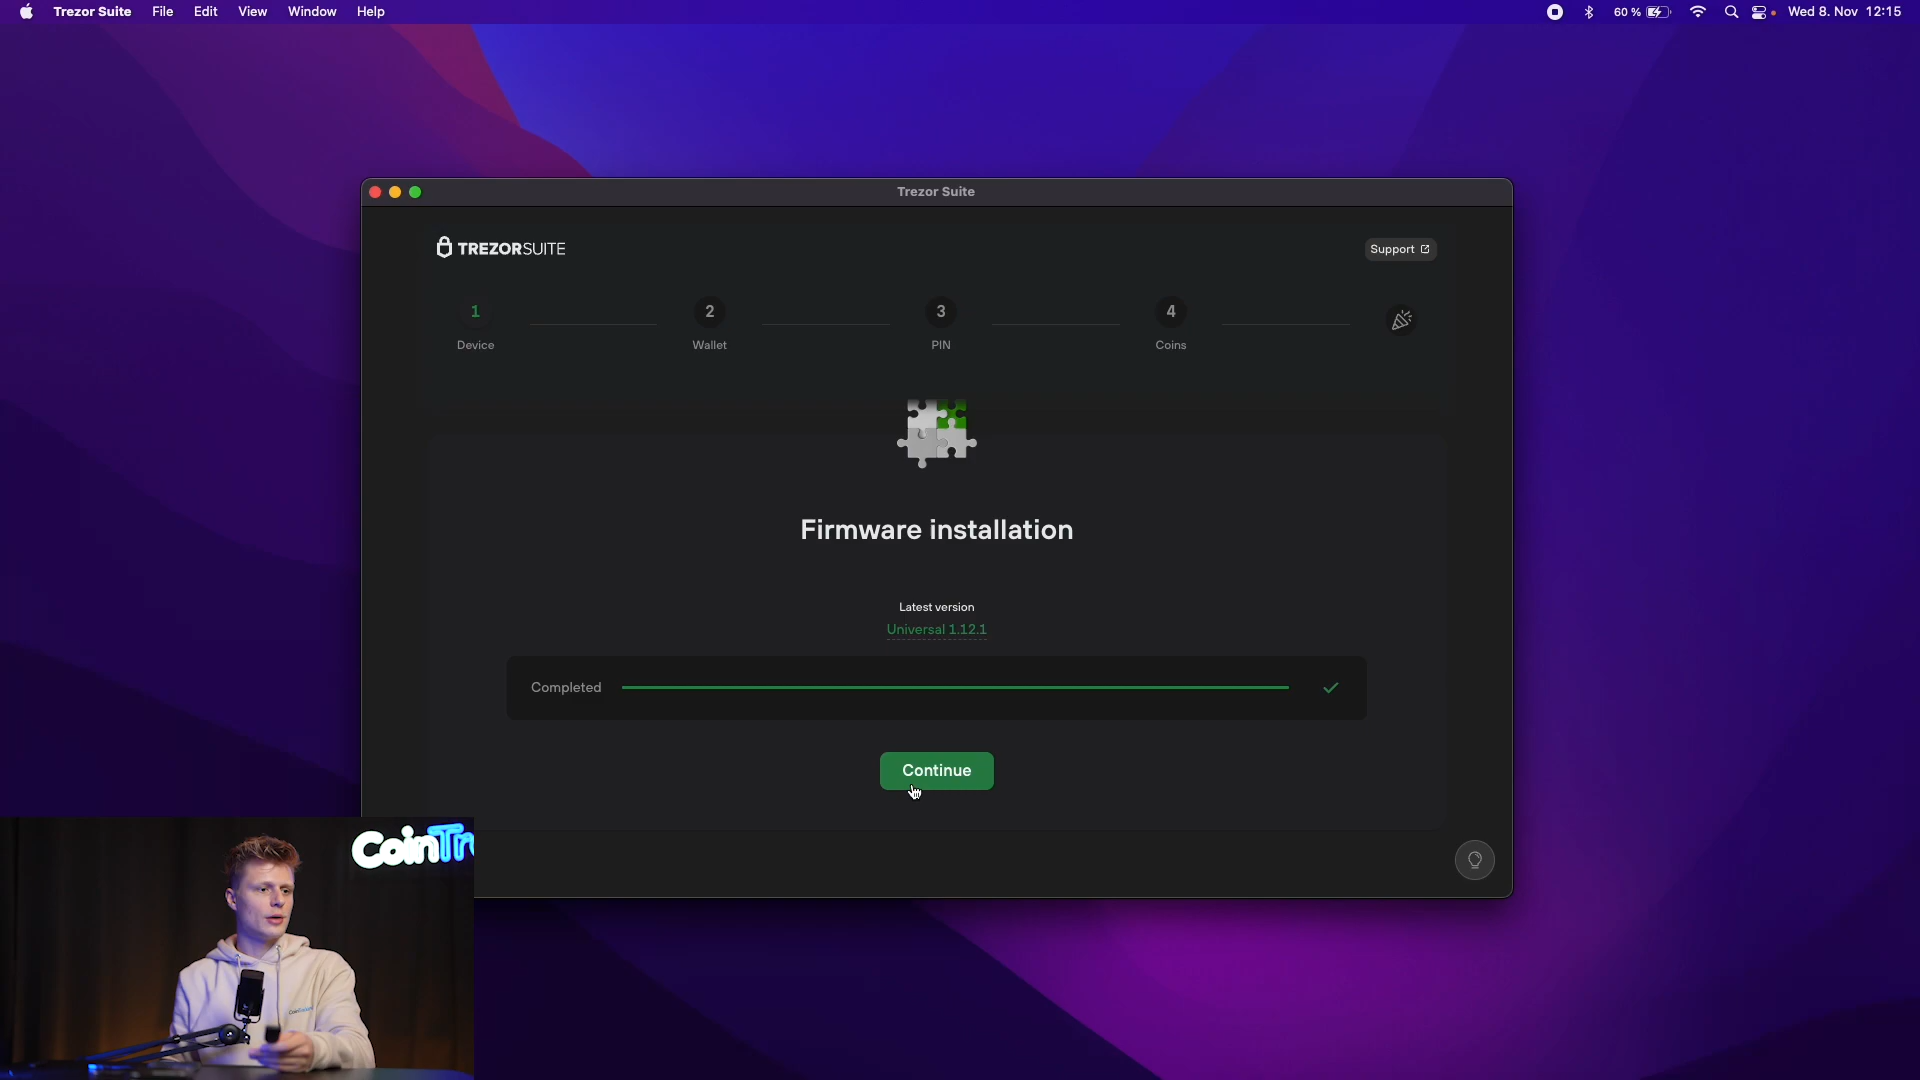 Trezor Suite File Edit View Window Help
60 % Wed 8. Nov 12:15
Trezor Suite
TREZORSUITE
Support
1 2 3 4
Device Wallet PIN Coins
Firmware installation
Latest version
Universal 1.12.1
Completed
Continue
CoinTr